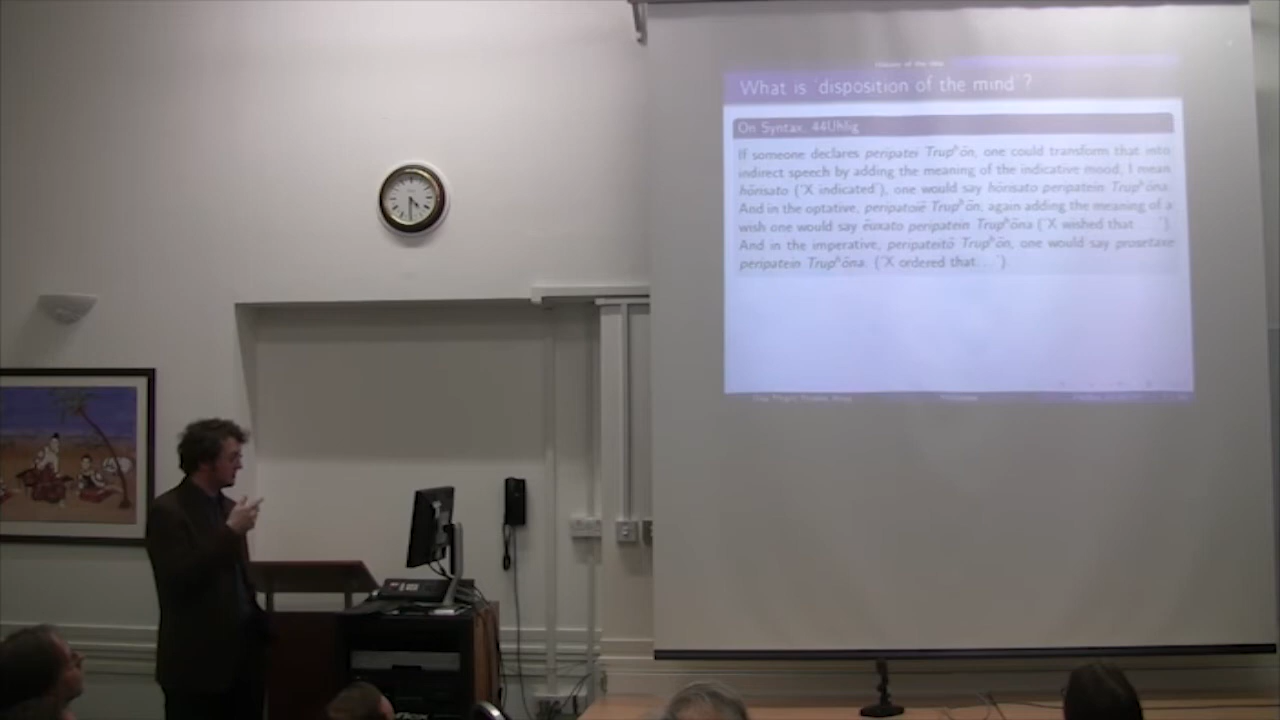 What is 'disposition of the mind'?
On Syntax, 44Uhlig
If someone declares peripatei Trupʰōn, one could transform that into
indirect speech by adding the meaning of the indicative mood, I mean
hōrisato ("X indicated"), one would say hōrisato peripatein Trupʰōna.
And in the optative, peripatoiē Trupʰōn, again adding the meaning of a
wish one would say ēuxato peripatein Trupʰōna ("X wished that . . . ").
And in the imperative, peripateitō Trupʰōn, one would say prosetaxe
peripatein Trupʰōna. ("X ordered that . . . ")